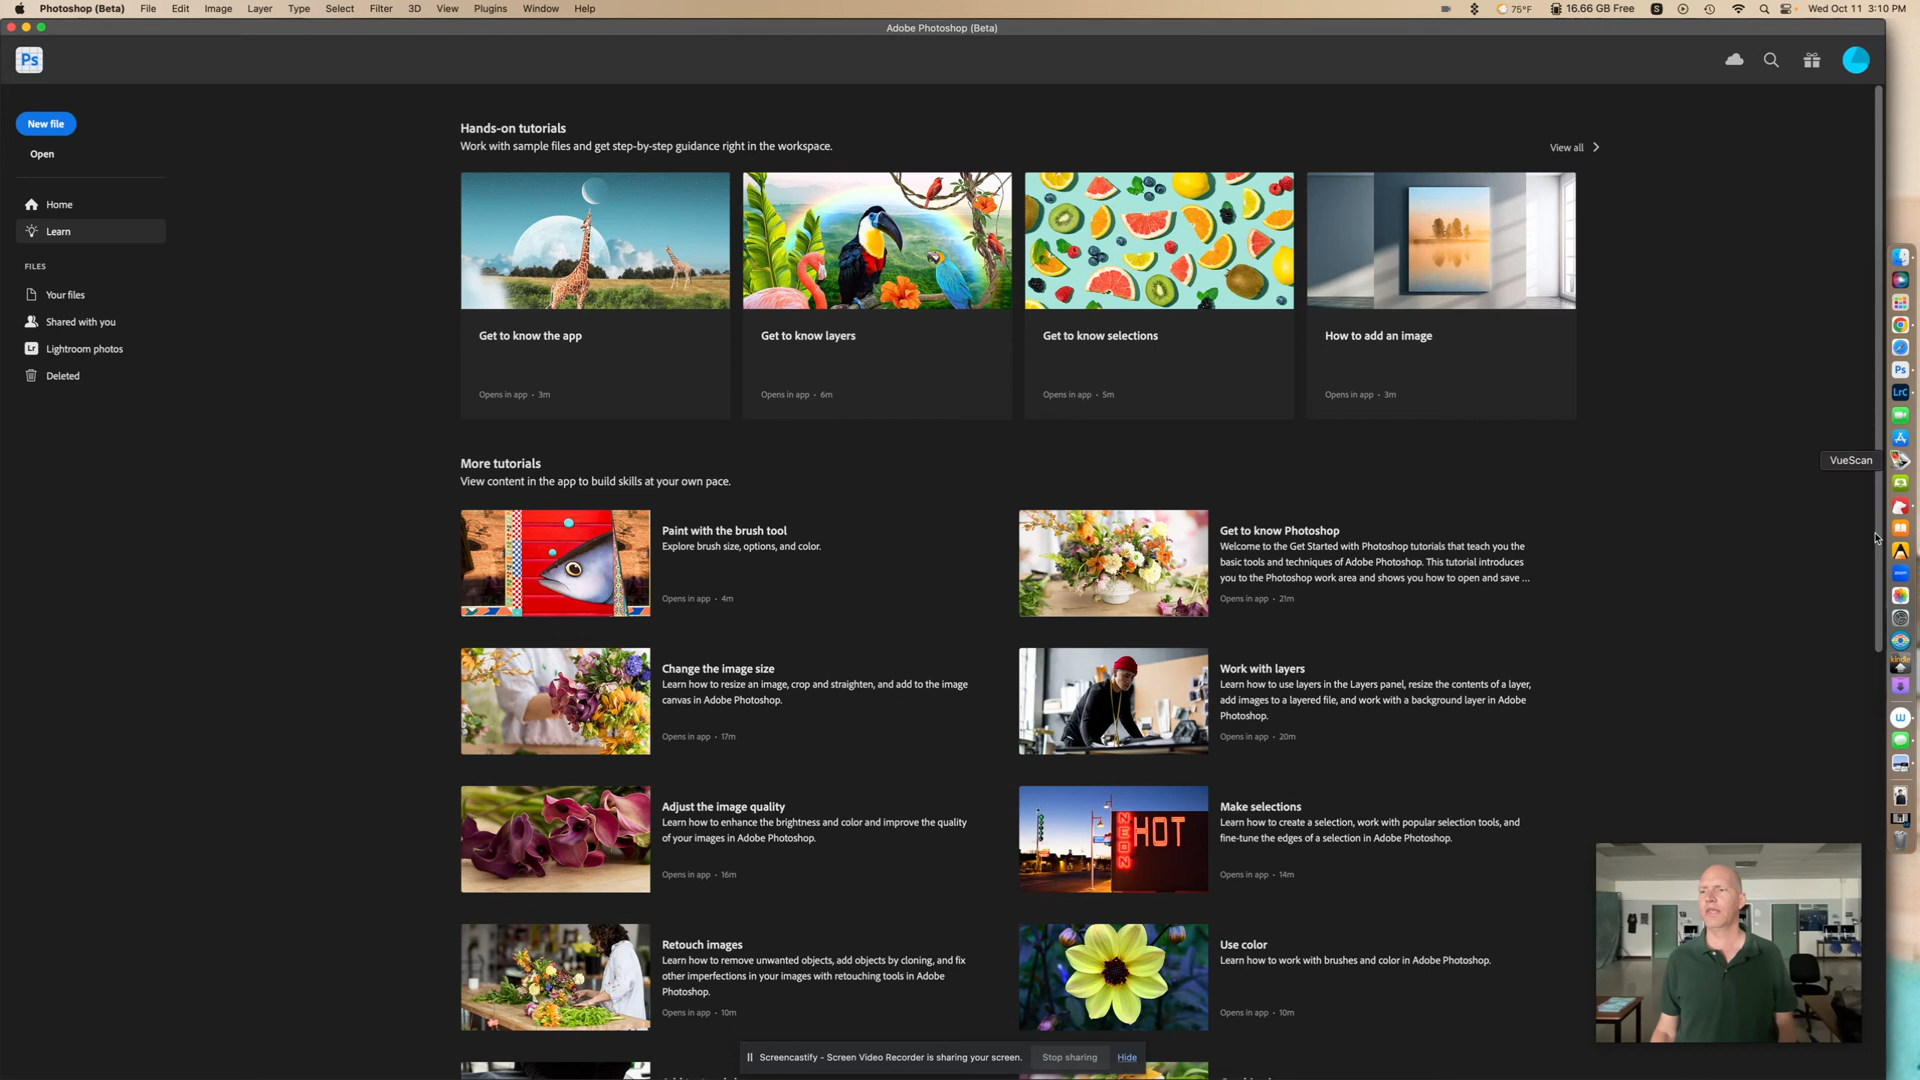 Photoshop (Beta) File Edit Image Layer Type Select Filter 3D View Plugins Window Help
75°F 16.66 GB Free S Wed Oct 11 3:10 PM
Adobe Photoshop (Beta)
Ps
New file
Open
Home
Learn
FILES
Your files
Shared with you
Lr Lightroom photos
Deleted
Hands-on tutorials
Work with sample files and get step-by-step guidance right in the workspace.
View all
Get to know the app
Opens in app • 3m
Get to know layers
Opens in app • 6m
Get to know selections
Opens in app • 5m
How to add an image
Opens in app • 3m
More tutorials
View content in the app to build skills at your own pace.
Paint with the brush tool
Explore brush size, options, and color.
Opens in app • 4m
Get to know Photoshop
Welcome to the Get Started with Photoshop tutorials that teach you the
basic tools and techniques of Adobe Photoshop. This tutorial introduces
you to the Photoshop work area and shows you how to open and save ...
Opens in app • 21m
Change the image size
Learn how to resize an image, crop and straighten, and add to the image
canvas in Adobe Photoshop.
Opens in app • 17m
Work with layers
Learn how to use layers in the Layers panel, resize the contents of a layer,
add images to a layered file, and work with a background layer in Adobe
Photoshop.
Opens in app • 20m
Adjust the image quality
Learn how to enhance the brightness and color and improve the quality
of your images in Adobe Photoshop.
Opens in app • 16m
NEON
HOT
Make selections
Learn how to create a selection, work with popular selection tools, and
fine-tune the edges of a selection in Adobe Photoshop.
Opens in app • 14m
Retouch images
Learn how to remove unwanted objects, add objects by cloning, and fix
other imperfections in your images with retouching tools in Adobe
Photoshop.
Opens in app • 10m
Use color
Learn how to work with brushes and color in Adobe Photoshop.
Opens in app • 10m
VueScan
Ps
LrC
zoom
kindle
W
Screencastify - Screen Video Recorder is sharing your screen.
Stop sharing
Hide